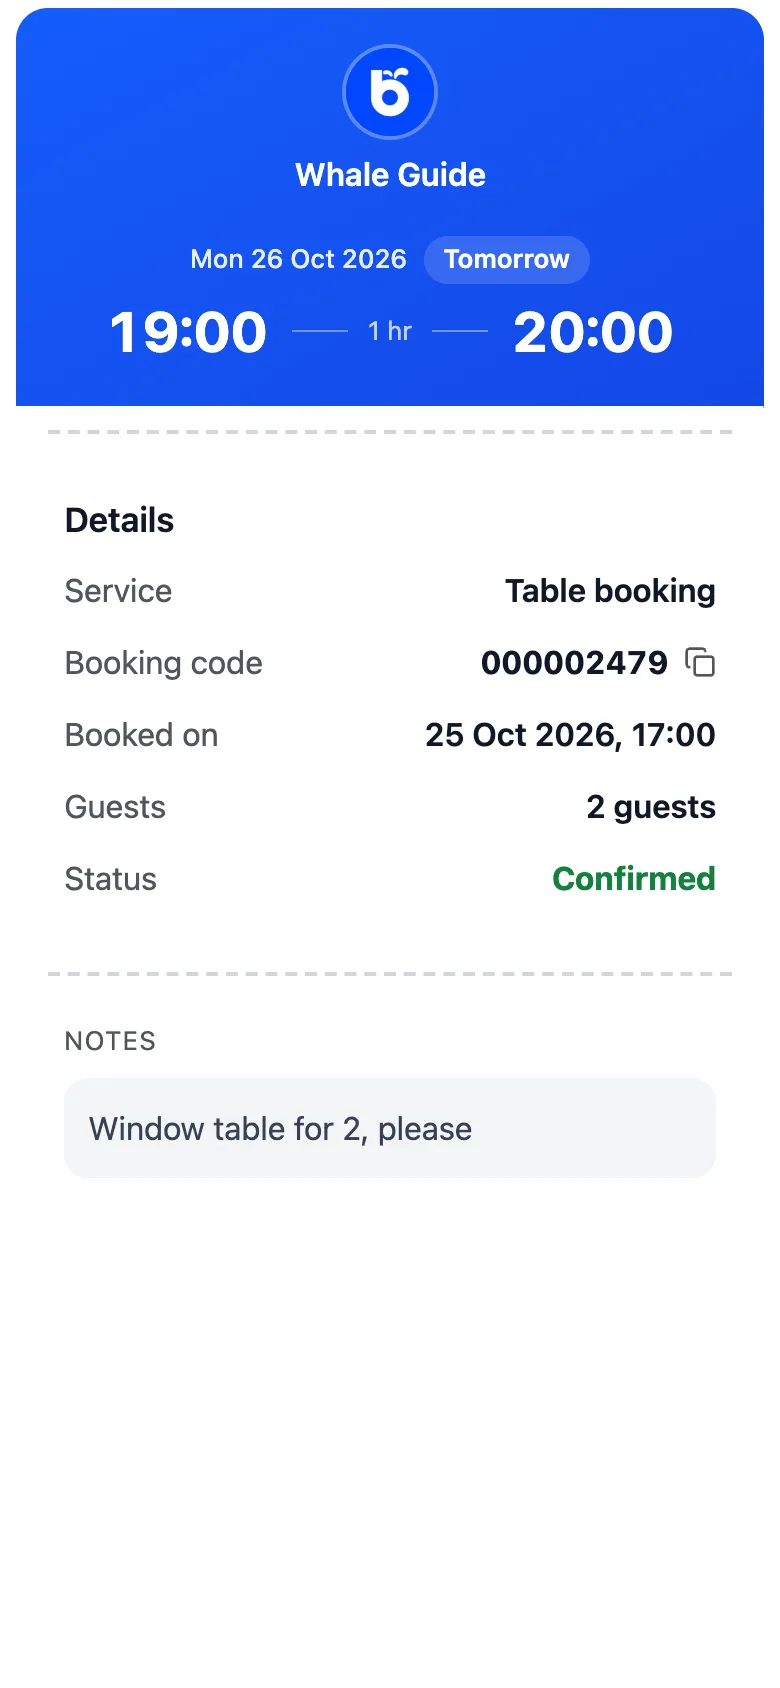 b
Whale Guide
Mon 26 Oct 2026 Tomorrow
19:00 1 hr 20:00
Details
Service Table booking
Booking code 000002479
Booked on 25 Oct 2026, 17:00
Guests 2 guests
Status Confirmed
NOTES
Window table for 2, please